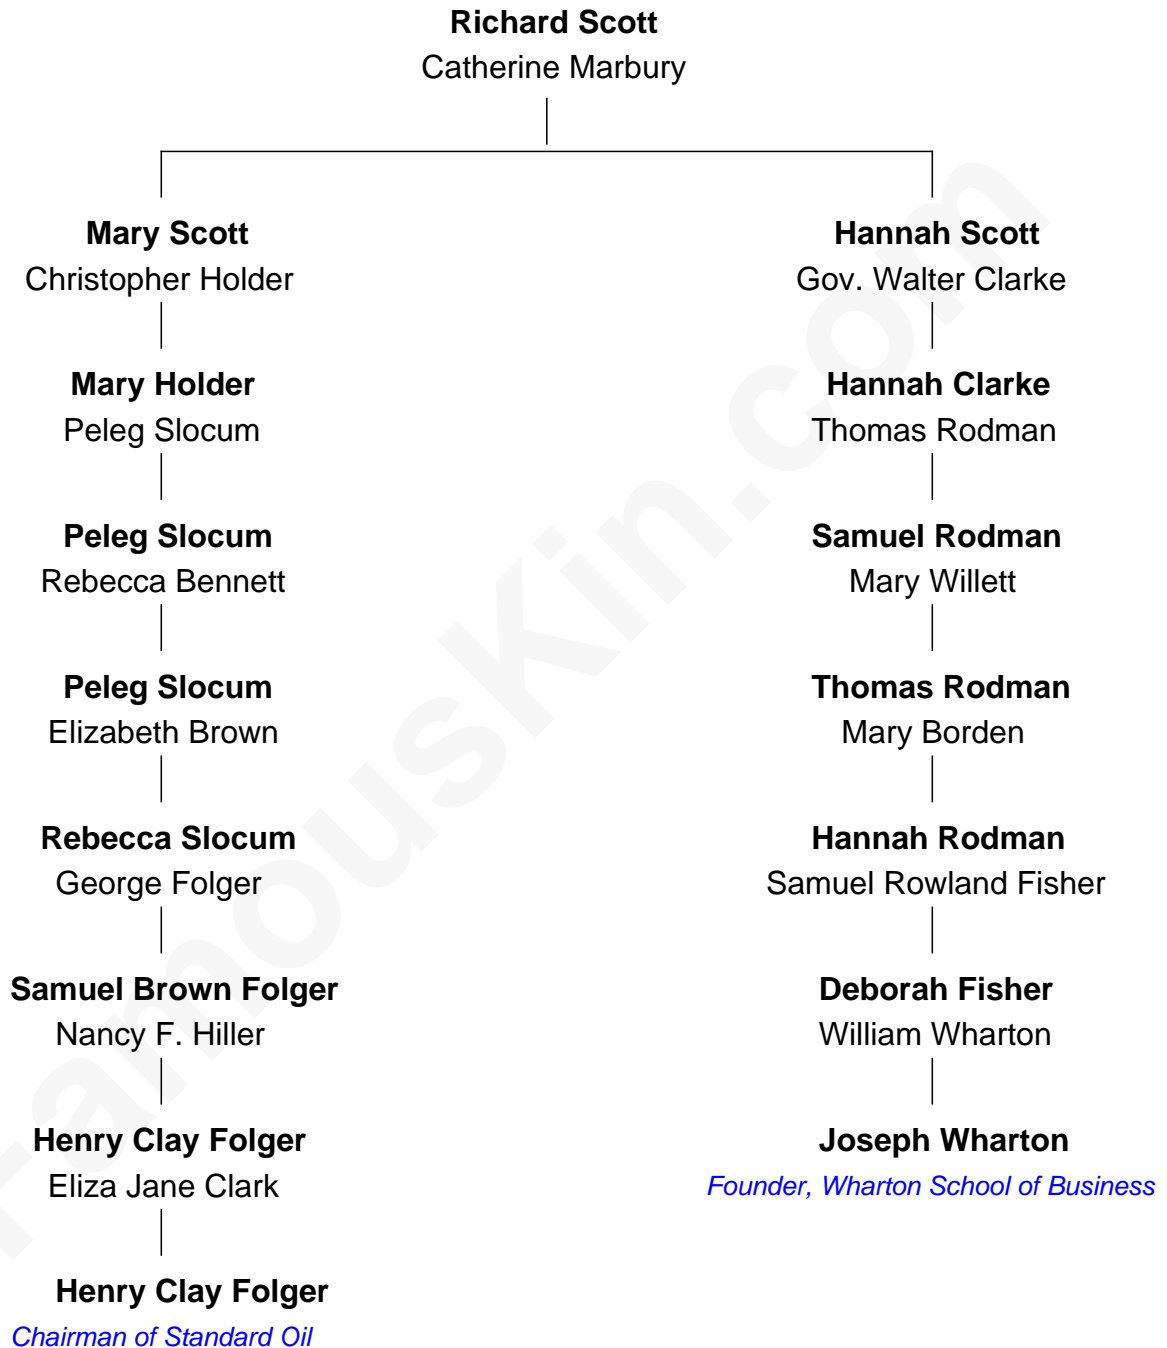 Richard Scott
Catherine Marbury
Mary Scott
Christopher Holder
Hannah Scott
Gov. Walter Clarke
Mary Holder
Peleg Slocum
Hannah Clarke
Thomas Rodman
Peleg Slocum
Rebecca Bennett
Samuel Rodman
Mary Willett
Peleg Slocum
Elizabeth Brown
Thomas Rodman
Mary Borden
Rebecca Slocum
George Folger
Hannah Rodman
Samuel Rowland Fisher
Samuel Brown Folger
Nancy F. Hiller
Deborah Fisher
William Wharton
Henry Clay Folger
Eliza Jane Clark
Joseph Wharton
Founder, Wharton School of Business
Henry Clay Folger
Chairman of Standard Oil
FamousKin.com